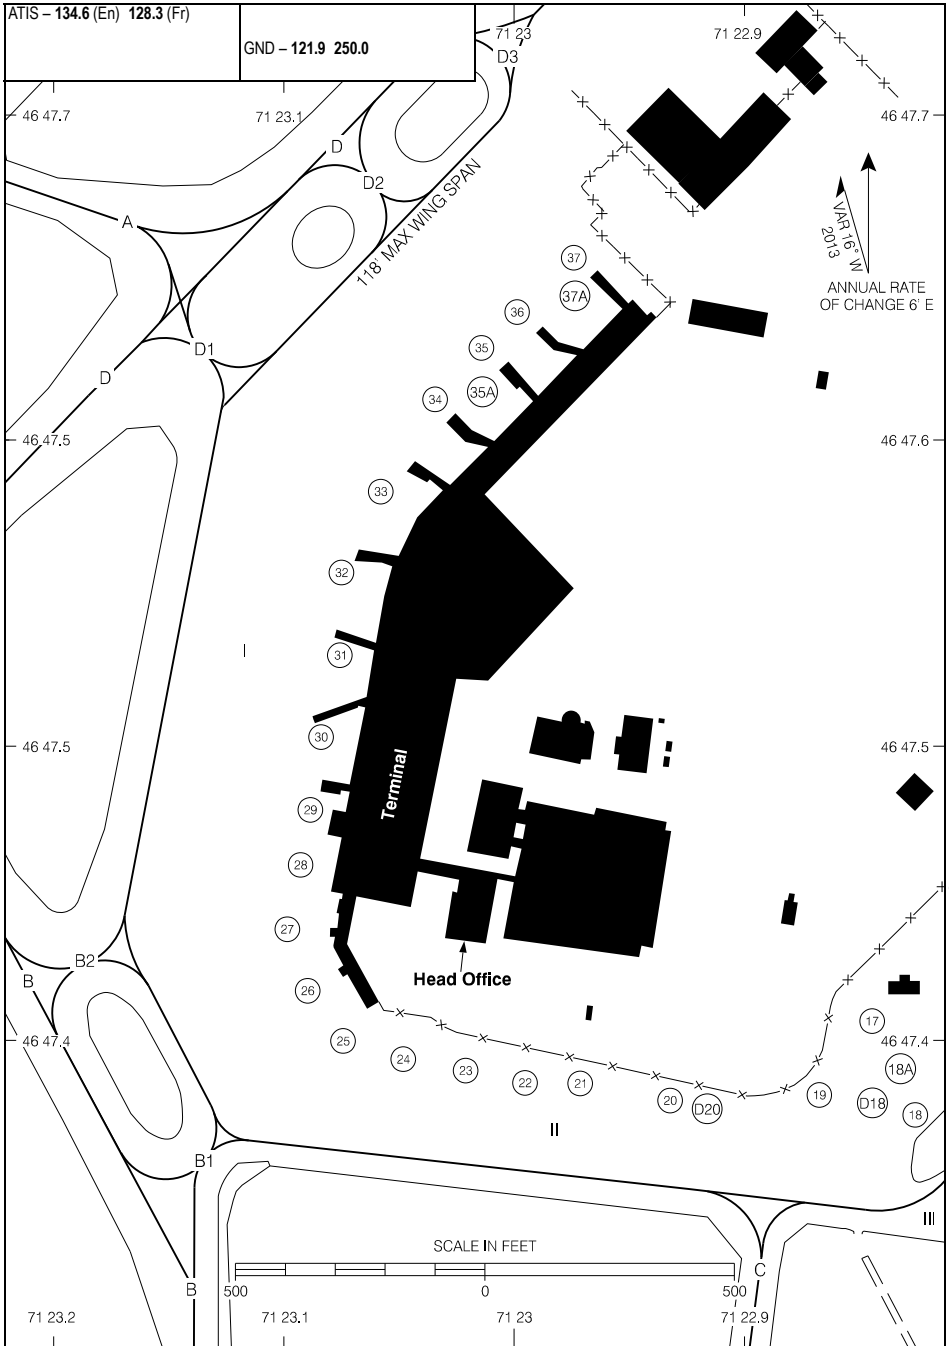 ATIS – 134.6 (En) 128.3 (Fr)
GND – 121.9 250.0
71 23
71 22.9
D3
46 47.7
71 23.1
46 47.7
D
D2
118' MAX WING SPAN
A
VAR 16° W
2013
ANNUAL RATE
OF CHANGE 6' E
37
37A
36
35
D1
D
35A
34
46 47.5
46 47.6
33
32
I
31
30
46 47.5
46 47.5
Terminal
29
28
27
B2
B
Head Office
26
17
25
46 47.4
46 47.4
24
23
22
21
18A
20
D20
19
D18
18
II
B1
III
SCALE IN FEET
C
B
500
0
500
71 23.2
71 23.1
71 23
71 22.9